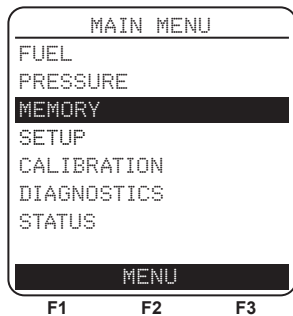 MAIN MENU
FUEL
PRESSURE
MEMORY
SETUP
CALIBRATION
DIAGNOSTICS
STATUS
MENU
F1 F2 F3